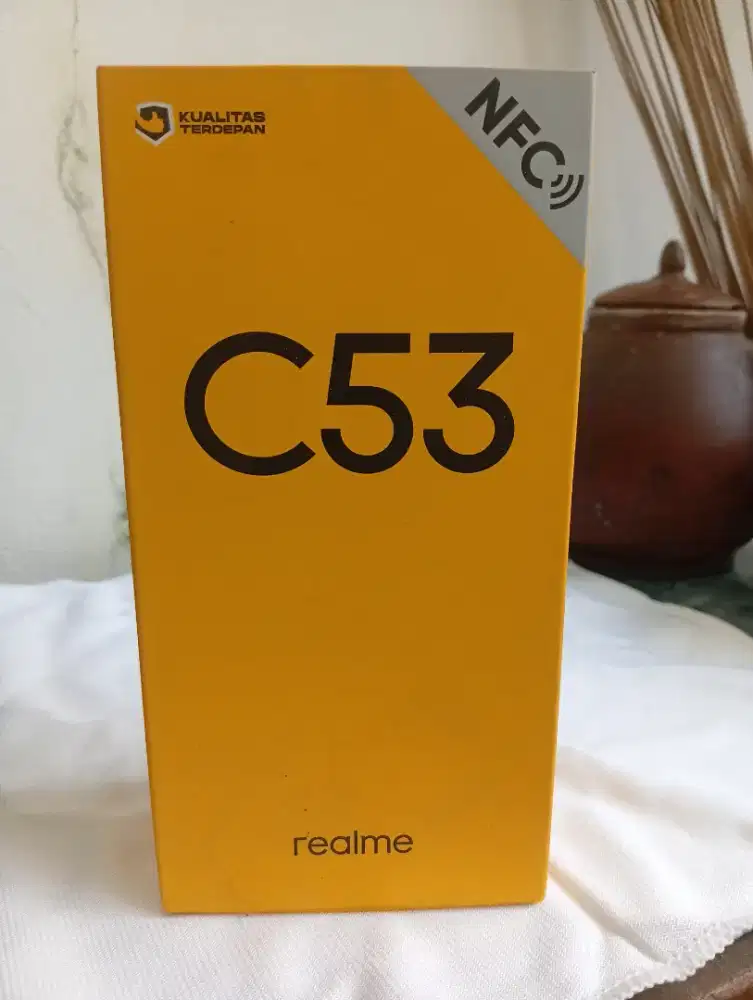 KUALITAS
TERDEPAN
NFC
C53
realme